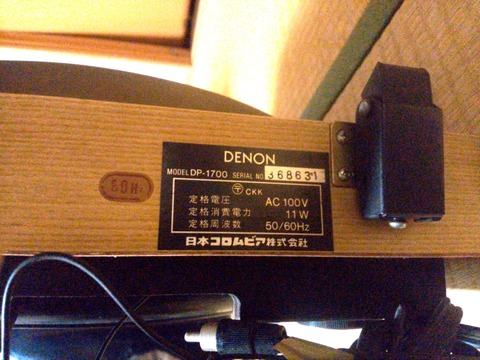 DENON
MODEL DP-1700 SERIAL NO. 368631
〒 CKK
定格電圧 AC 100V
定格消費電力 11W
定格周波数 50/60Hz
日本コロムビア株式会社